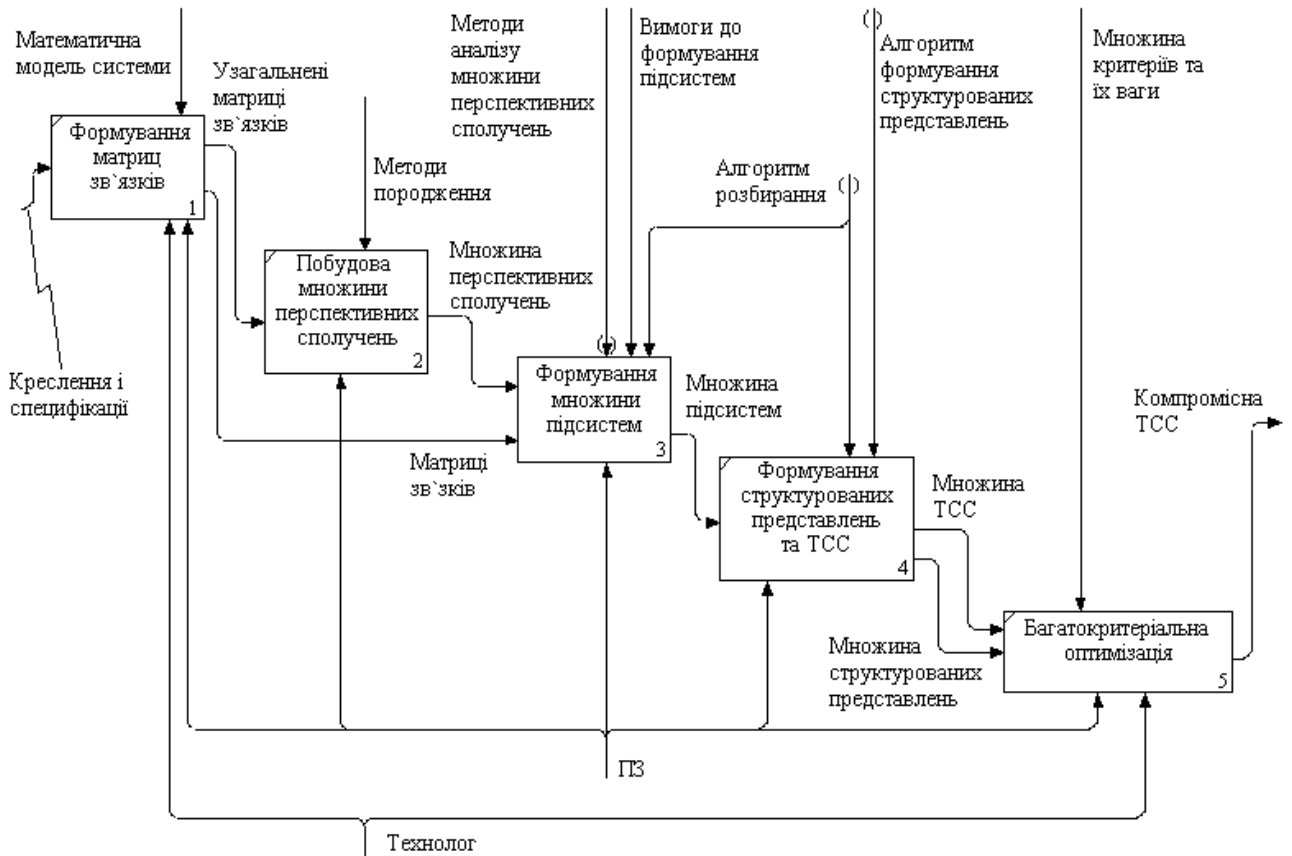 Математична
модель системи
Узагальнені
матриці
зв`язків
Методи
аналізу
множини
перспективних
сполучень
Вимоги до
формування
підсистем
Алгоритм
формування
структурованих
представлень
Множина
критеріїв та
їх ваги
Формування
матриц
зв`язків
1
Методи
породження
Алгоритм
розбирання
Побудова
множини
перспективних
сполучень
2
Множина
перспективних
сполучень
Креслення і
специфікації
Формування
множини
підсистем
3
Множина
підсистем
Компромісна
ТСС
Матриці
зв`зків
Формування
структурованих
представлень
та ТСС
4
Множина
ТСС
Багатокритеріальна
оптимізація
5
Множина
структурованих
представлень
ПЗ
Технолог